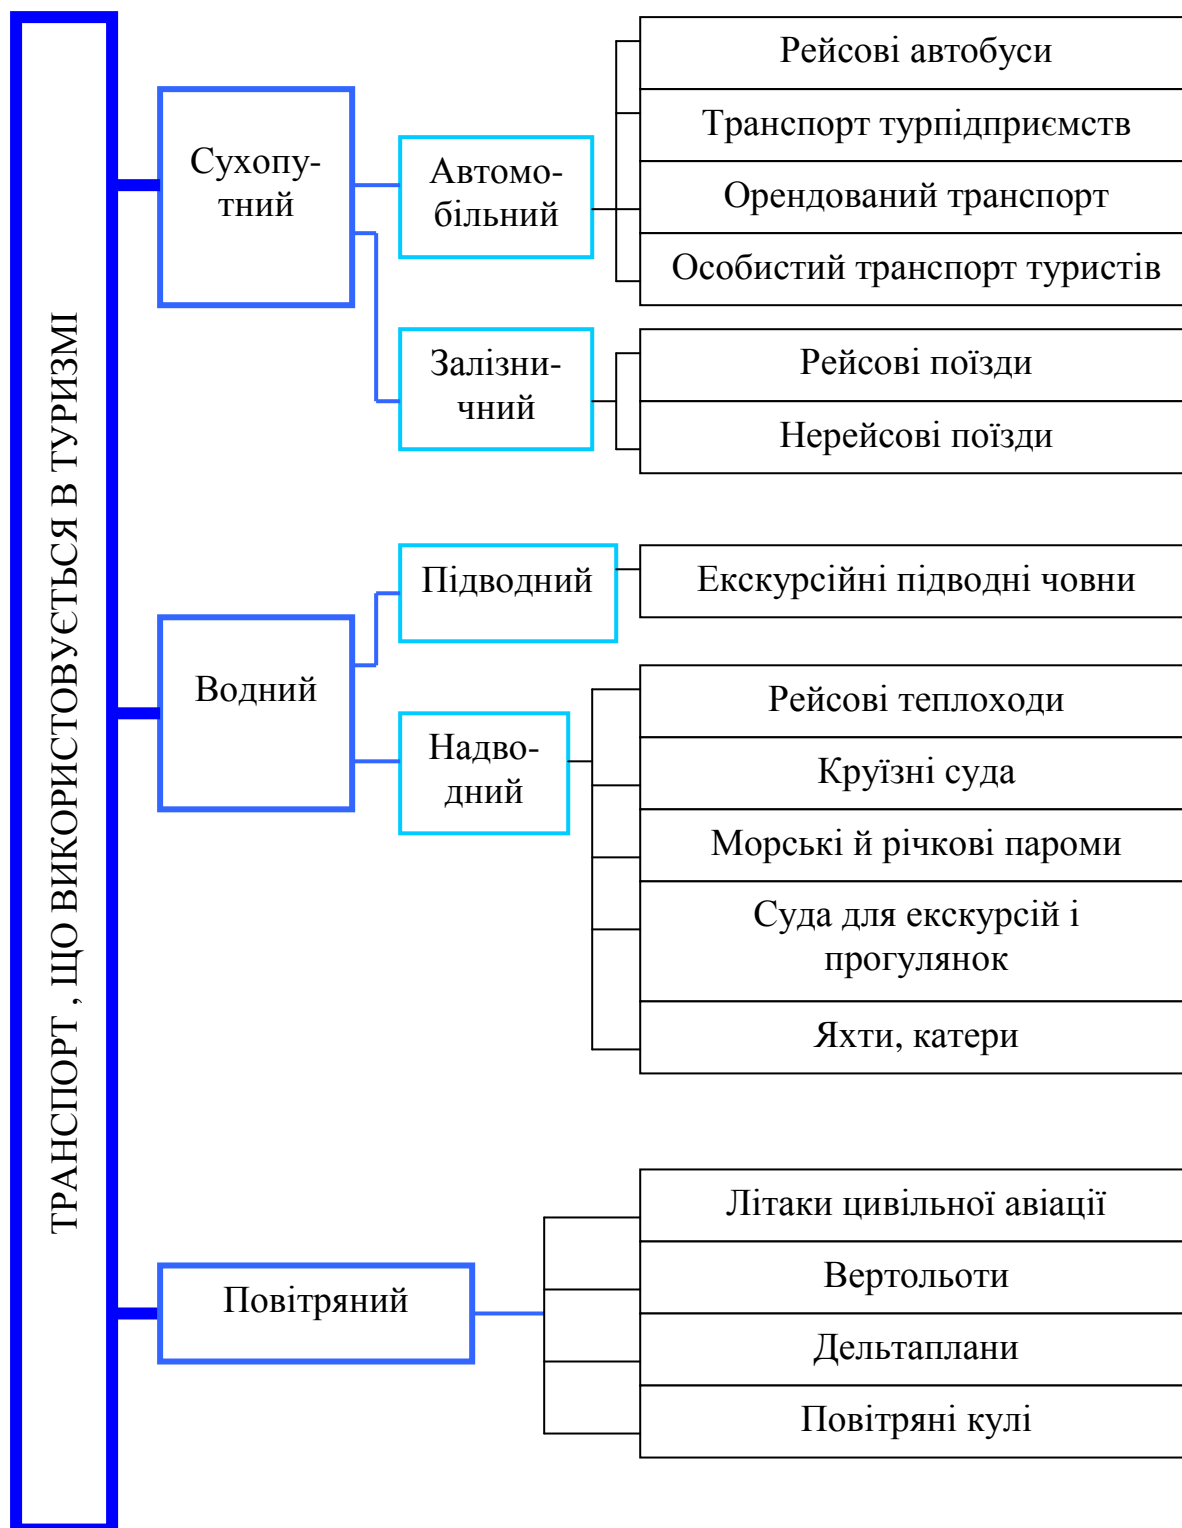 ТРАНСПОРТ , ЩО ВИКОРИСТОВУЄТЬСЯ В ТУРИЗМІ
Сухопу-
тний
Автомо-
більний
Рейсові автобуси
Транспорт турпідприємств
Орендований транспорт
Особистий транспорт туристів
Залізни-
чний
Рейсові поїзди
Нерейсові поїзди
Водний
Підводний
Екскурсійні підводні човни
Надво-
дний
Рейсові теплоходи
Круїзні суда
Морські й річкові пароми
Суда для екскурсій і
прогулянок
Яхти, катери
Повітряний
Літаки цивільної авіації
Вертольоти
Дельтаплани
Повітряні кулі